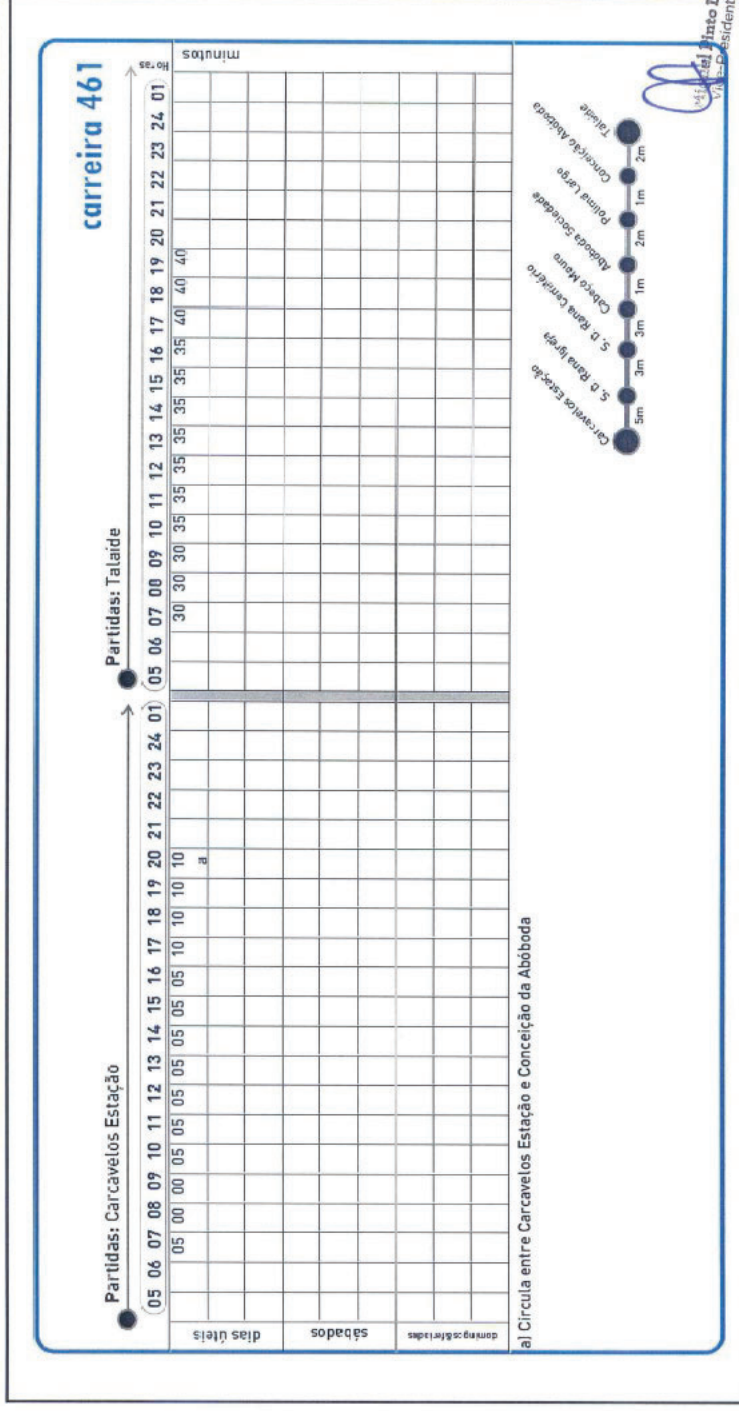 carreira 461
Partidas: Carcavelos Estação
Partidas: Talaíde
05 06 07 08 09 10 11 12 13 14 15 16 17 18 19 20 21 22 23 24 01
05 06 07 08 09 10 11 12 13 14 15 16 17 18 19 20 21 22 23 24 01
Horas
dias úteis
05 00 00 05 05 05 05 05 05 05 10 10 10 10
a
30 30 30 35 35 35 35 35 35 35 40 40 40
minutos
sábados
domingos&feriados
a) Circula entre Carcavelos Estação e Conceição da Abóboda
Carcavelos Estação
S. D. Rana Igreja
S. D. Rana Cemitério
Cabeço Mouro
Abóboda Sociedade
Polima Largo
Conceição Abóboda
Talaíde
5m 3m 3m 1m 2m 1m 2m
Pinto